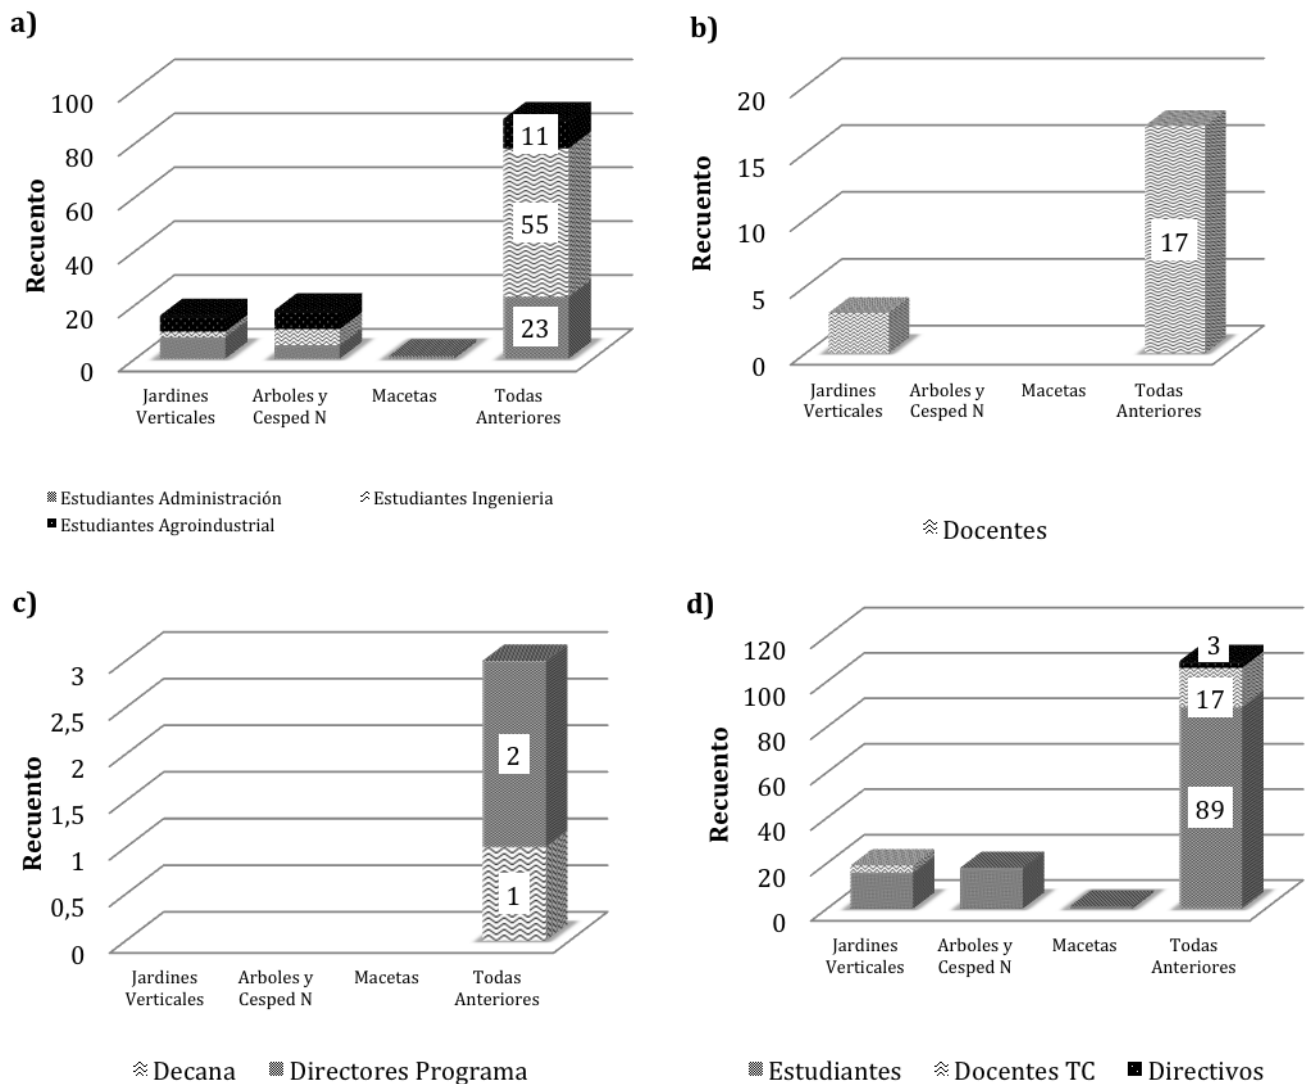 a)
100
80
60
40
20
0
Recuento
11
55
23
Jardines Verticales
Arboles y Cesped N
Macetas
Todas Anteriores
Estudiantes Administración
Estudiantes Ingenieria
Estudiantes Agroindustrial
b)
20
15
10
5
0
Recuento
17
Jardines Verticales
Arboles y Cesped N
Macetas
Todas Anteriores
Docentes
c)
3
2,5
2
1,5
1
0,5
0
Recuento
2
1
Jardines Verticales
Arboles y Cesped N
Macetas
Todas Anteriores
Decana
Directores Programa
d)
120
100
80
60
40
20
0
Recuento
3
17
89
Jardines Verticales
Arboles y Cesped N
Macetas
Todas Anteriores
Estudiantes
Docentes TC
Directivos